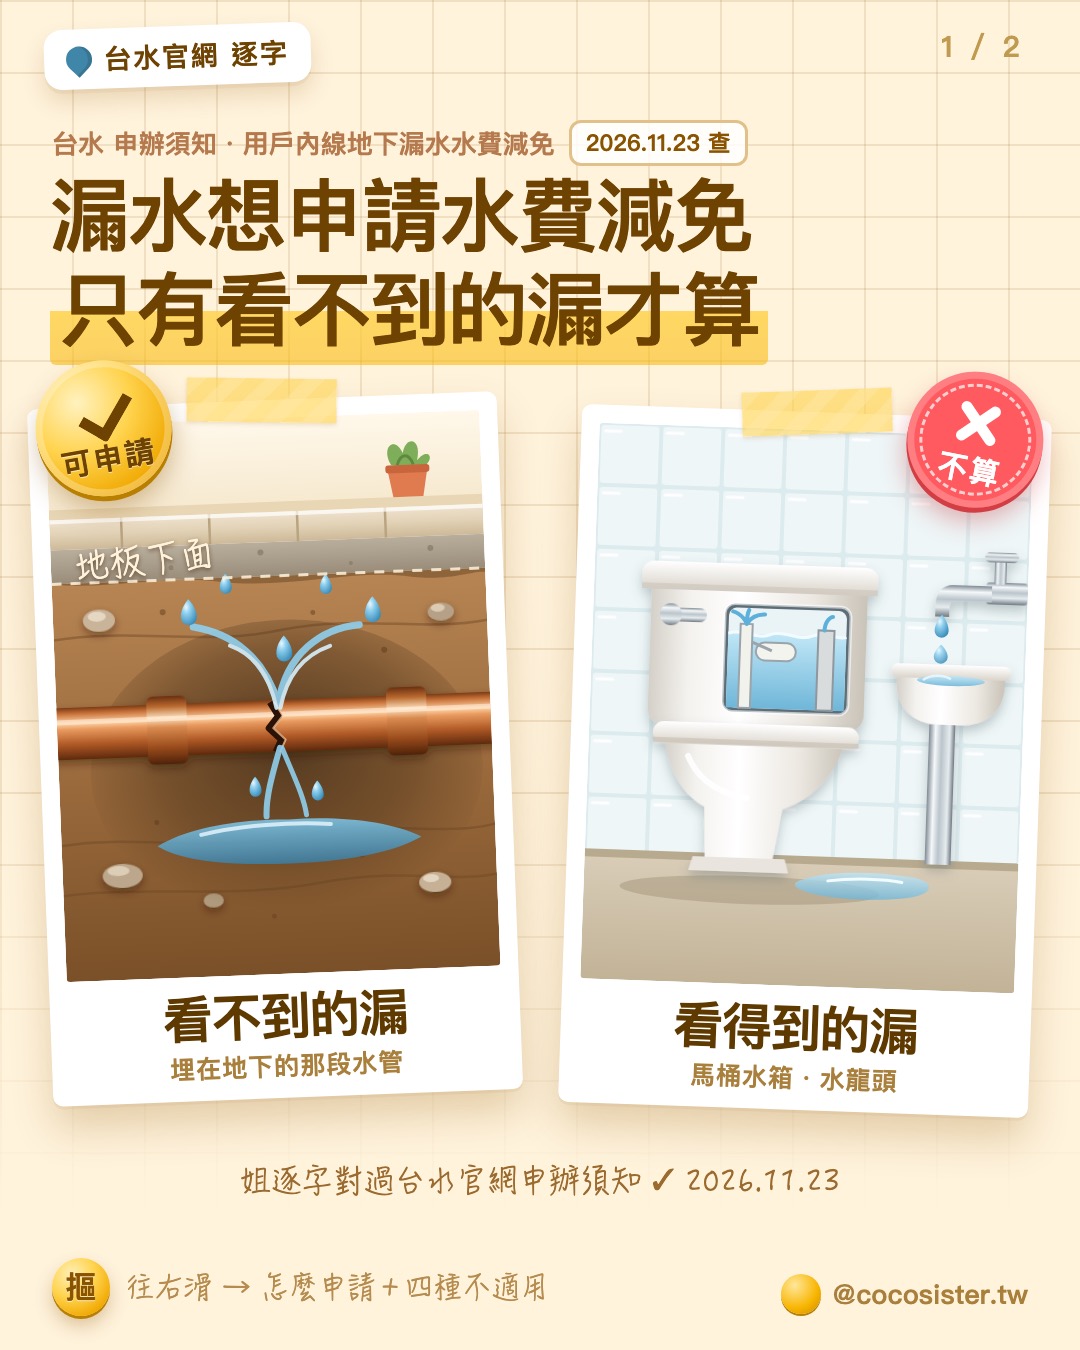 台水官網 逐字
1 / 2
台水 申辦須知·用戶內線地下漏水水費減免
2026.11.23 查
漏水想申請水費減免
只有看不到的漏才算
可申請
不算
地板下面
看不到的漏
埋在地下的那段水管
看得到的漏
馬桶水箱·水龍頭
姐逐字對過台水官網申辦須知 ✓ 2026.11.23
摳
往右滑 → 怎麼申請+四種不適用
@cocosister.tw